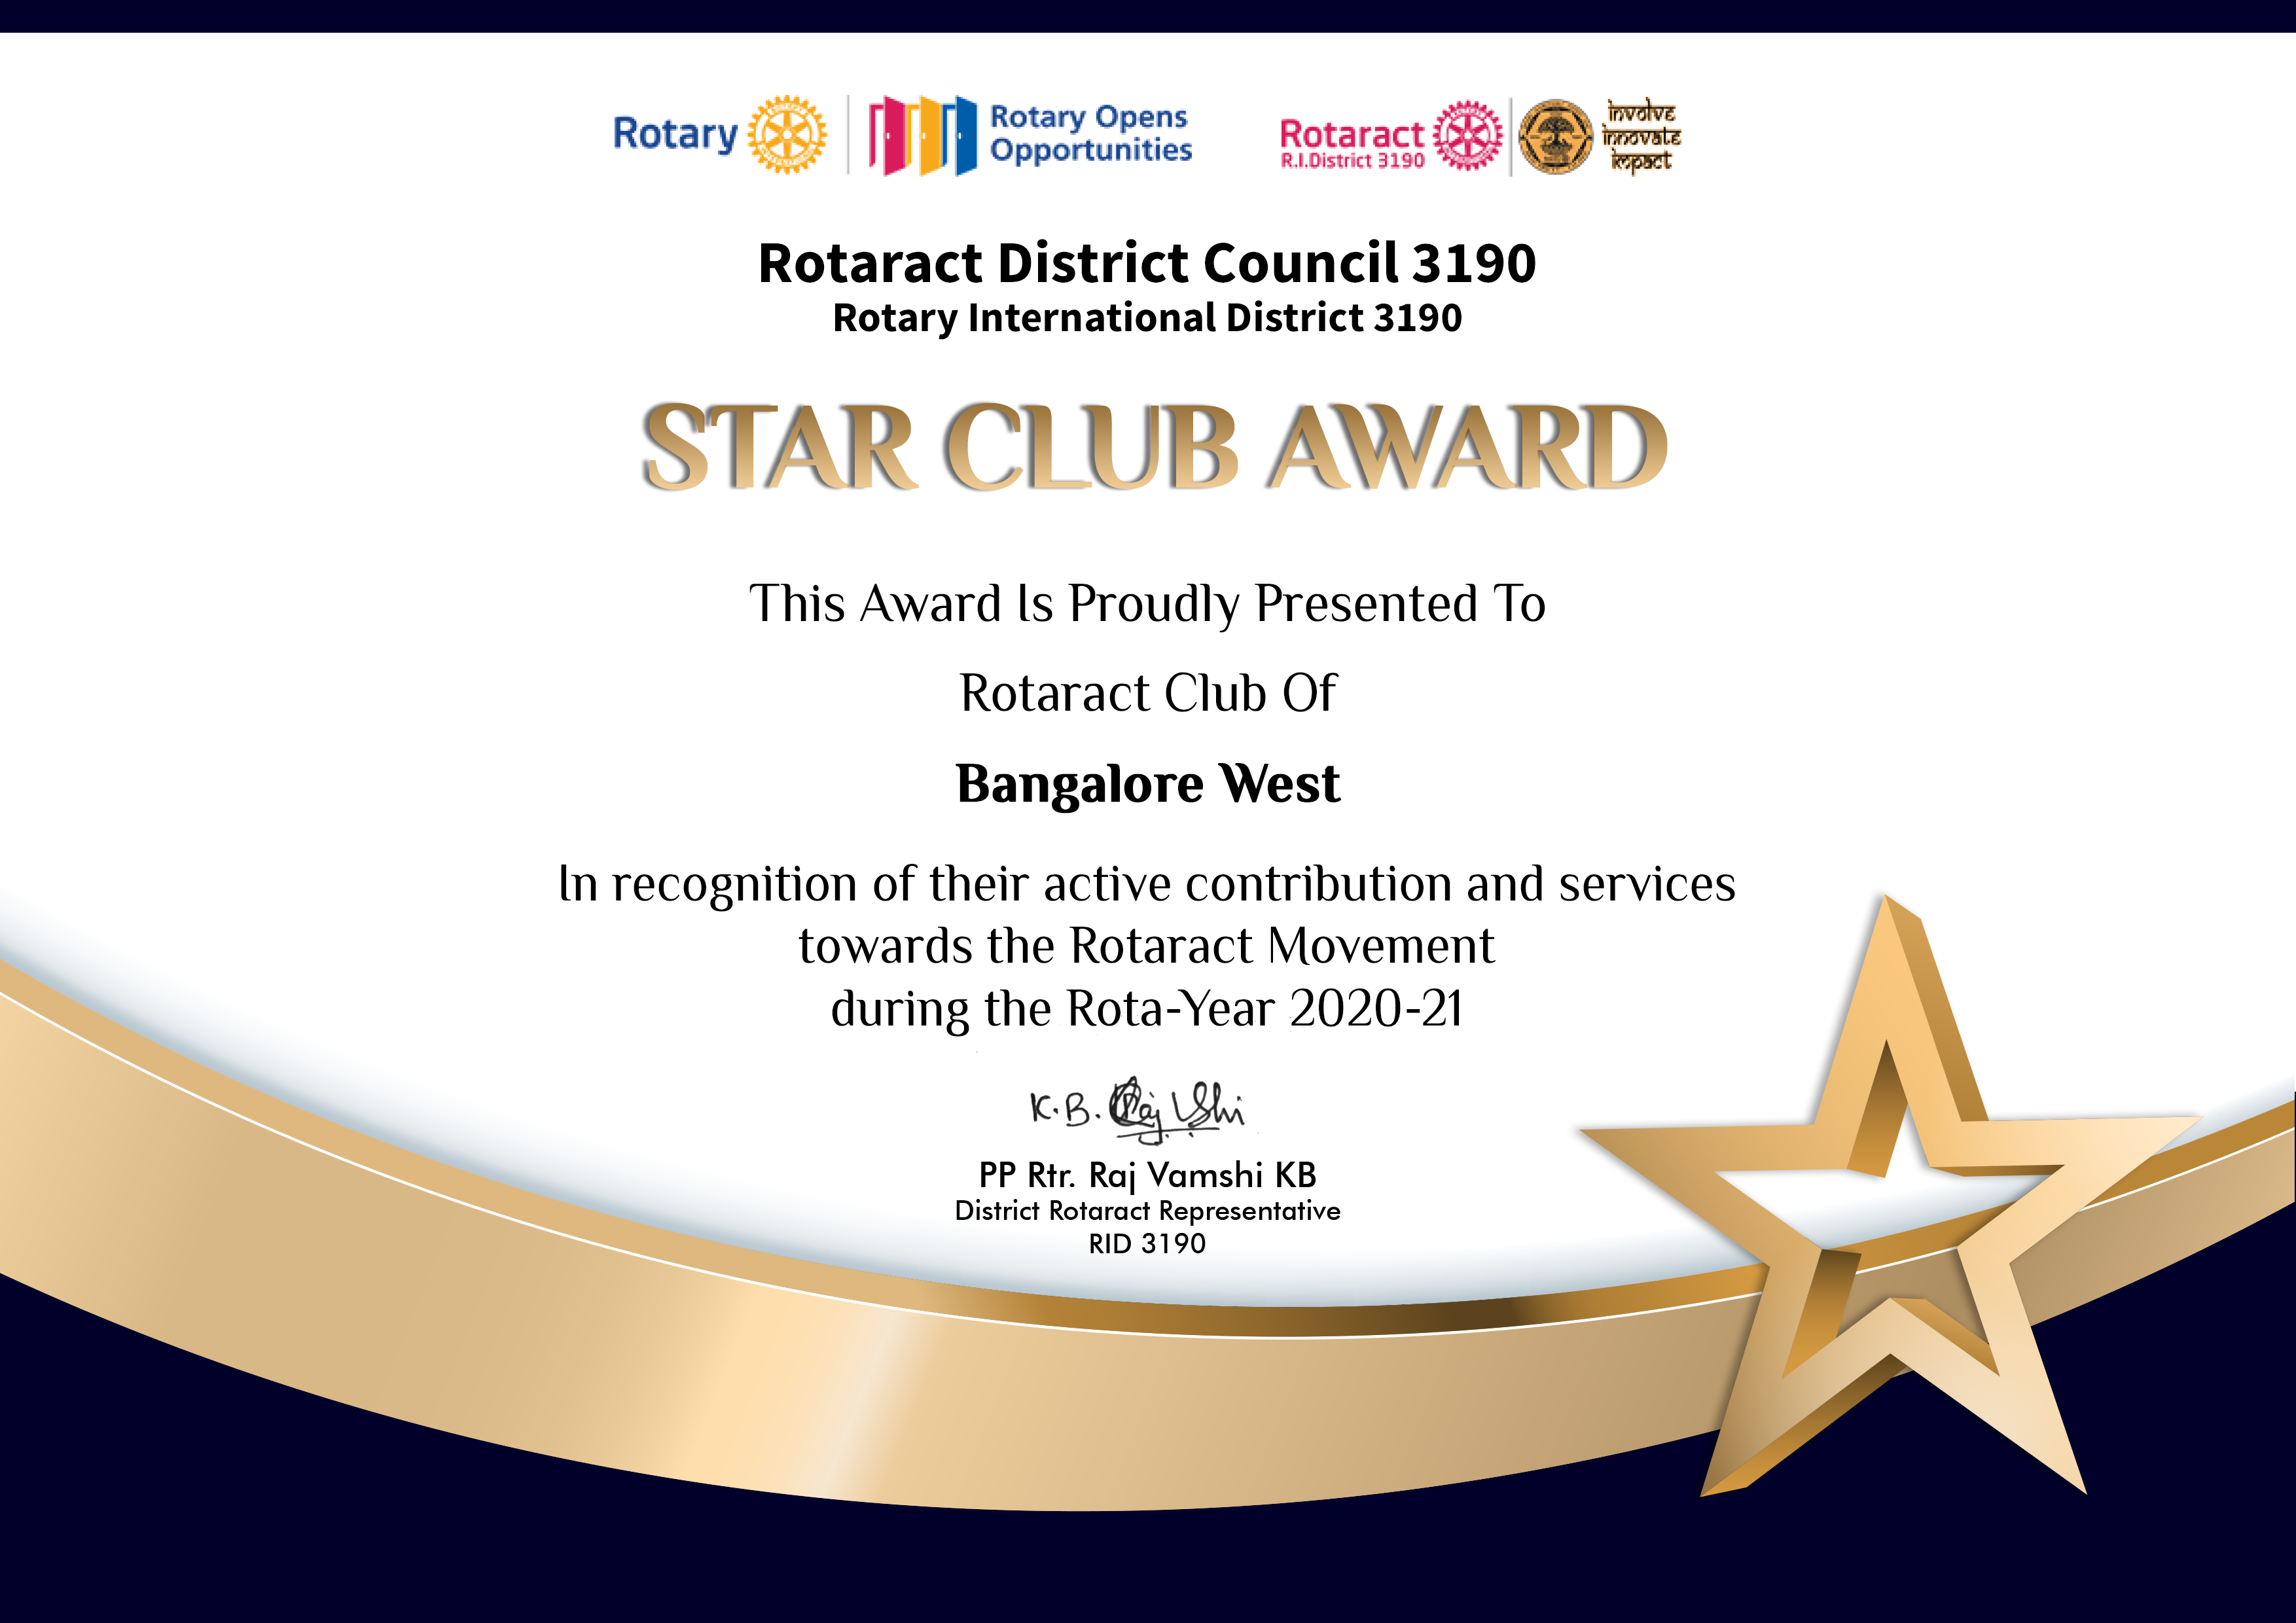 Rotary
Rotary Opens
Opportunities
Rotaract
R.I.District 3190
involve
innovate
impact
Rotaract District Council 3190
Rotary International District 3190
STAR CLUB AWARD
This Award Is Proudly Presented To
Rotaract Club Of
Bangalore West
In recognition of their active contribution and services
towards the Rotaract Movement
during the Rota-Year 2020-21
K.B. Raj
PP Rtr. Raj Vamshi KB
District Rotaract Representative
RID 3190